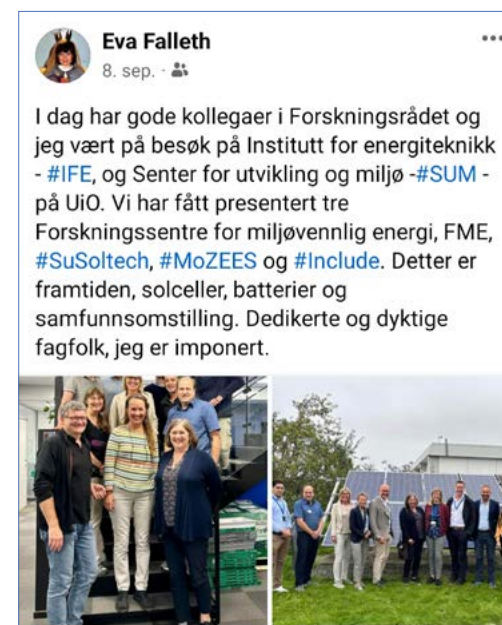 Eva Falleth
8. sep. ·
I dag har gode kollegaer i Forskningsrådet og
jeg vært på besøk på Institutt for energiteknikk
- #IFE, og Senter for utvikling og miljø -#SUM -
på UiO. Vi har fått presentert tre
Forskningssentre for miljøvennlig energi, FME,
#SuSoltech, #MoZEES og #Include. Detter er
framtiden, solceller, batterier og
samfunnsomstilling. Dedikerte og dyktige
fagfolk, jeg er imponert.